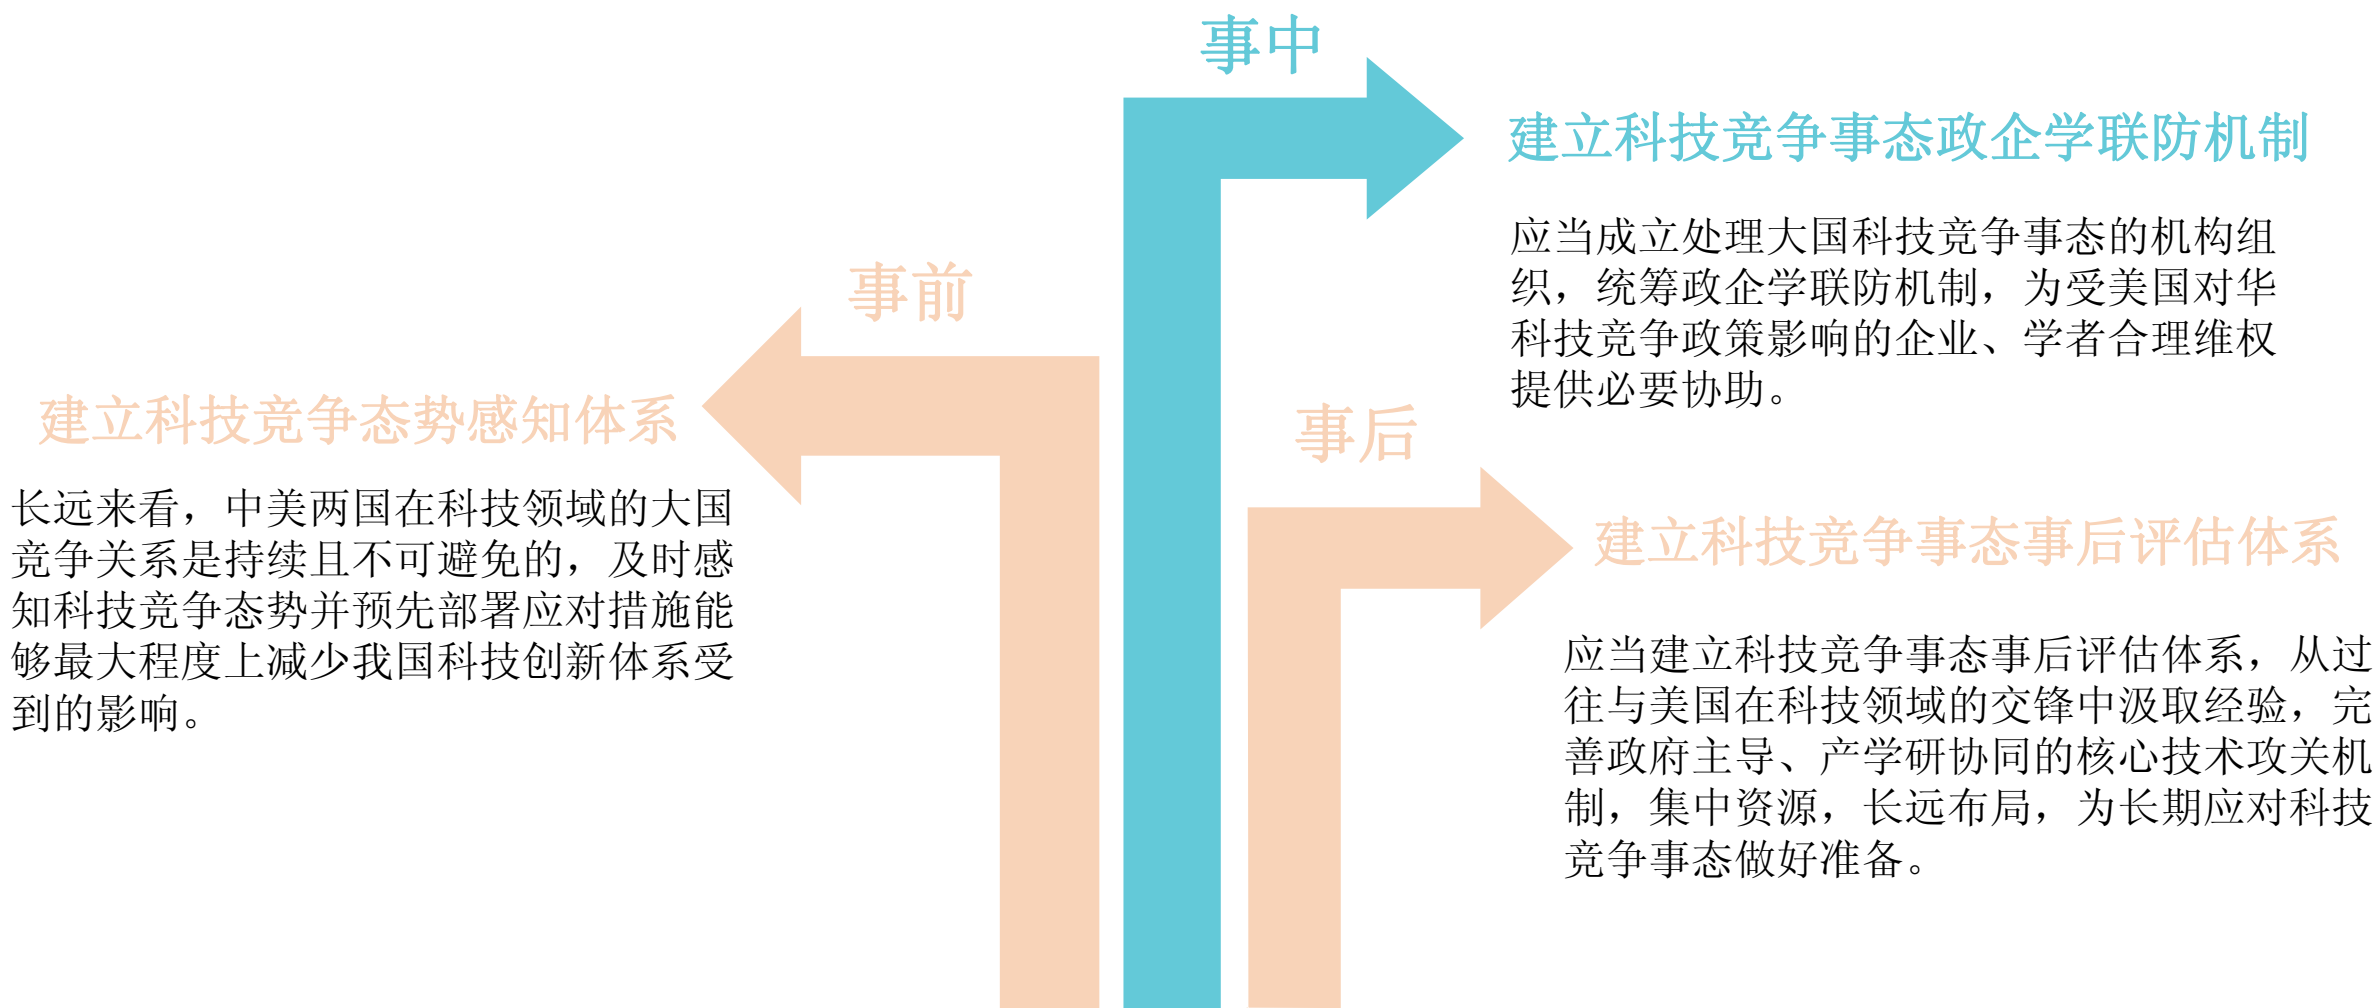 事前
建立科技竞争态势感知体系
长远来看，中美两国在科技领域的大国
竞争关系是持续且不可避免的，及时感
知科技竞争态势并预先部署应对措施能
够最大程度上减少我国科技创新体系受
到的影响。
事中
建立科技竞争事态政企学联防机制
应当成立处理大国科技竞争事态的机构组
织，统筹政企学联防机制，为受美国对华
科技竞争政策影响的企业、学者合理维权
提供必要协助。
事后
建立科技竞争事态事后评估体系
应当建立科技竞争事态事后评估体系，从过
往与美国在科技领域的交锋中汲取经验，完
善政府主导、产学研协同的核心技术攻关机
制，集中资源，长远布局，为长期应对科技
竞争事态做好准备。